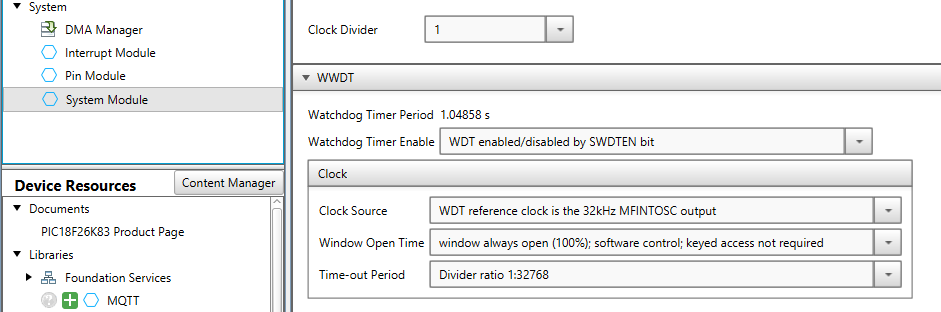 System
DMA Manager
Interrupt Module
Pin Module
System Module
Device Resources
Content Manager
Documents
PIC18F26K83 Product Page
Libraries
Foundation Services
MQTT
Clock Divider
1
WWDT
Watchdog Timer Period 1.04858 s
Watchdog Timer Enable WDT enabled/disabled by SWDTEN bit
Clock
Clock Source WDT reference clock is the 32kHz MFINTOSC output
Window Open Time window always open (100%); software control; keyed access not required
Time-out Period Divider ratio 1:32768